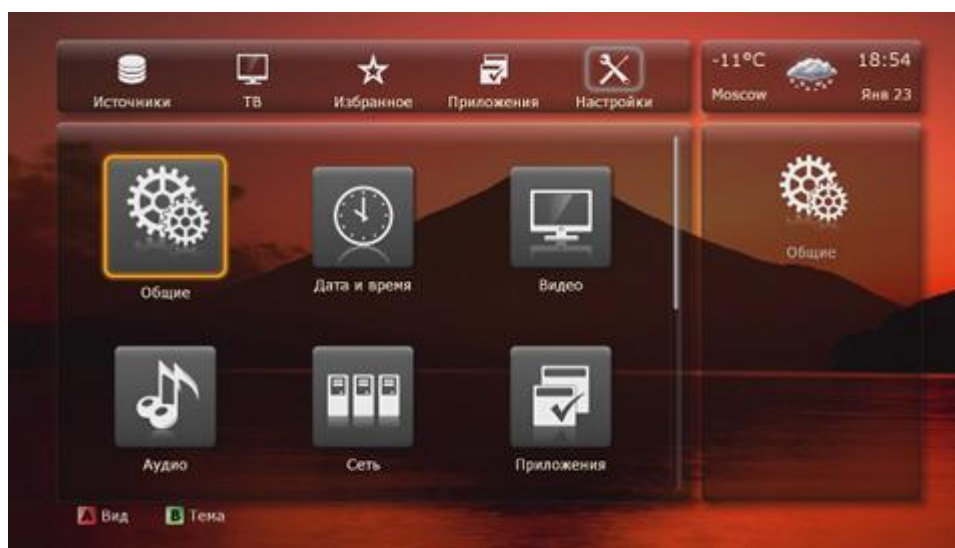 Источники ТВ Избранное Приложения Настройки
-11°C 18:54
Moscow Янв 23
Общие Дата и время Видео
Общие
Аудио Сеть Приложения
A Вид B Тема